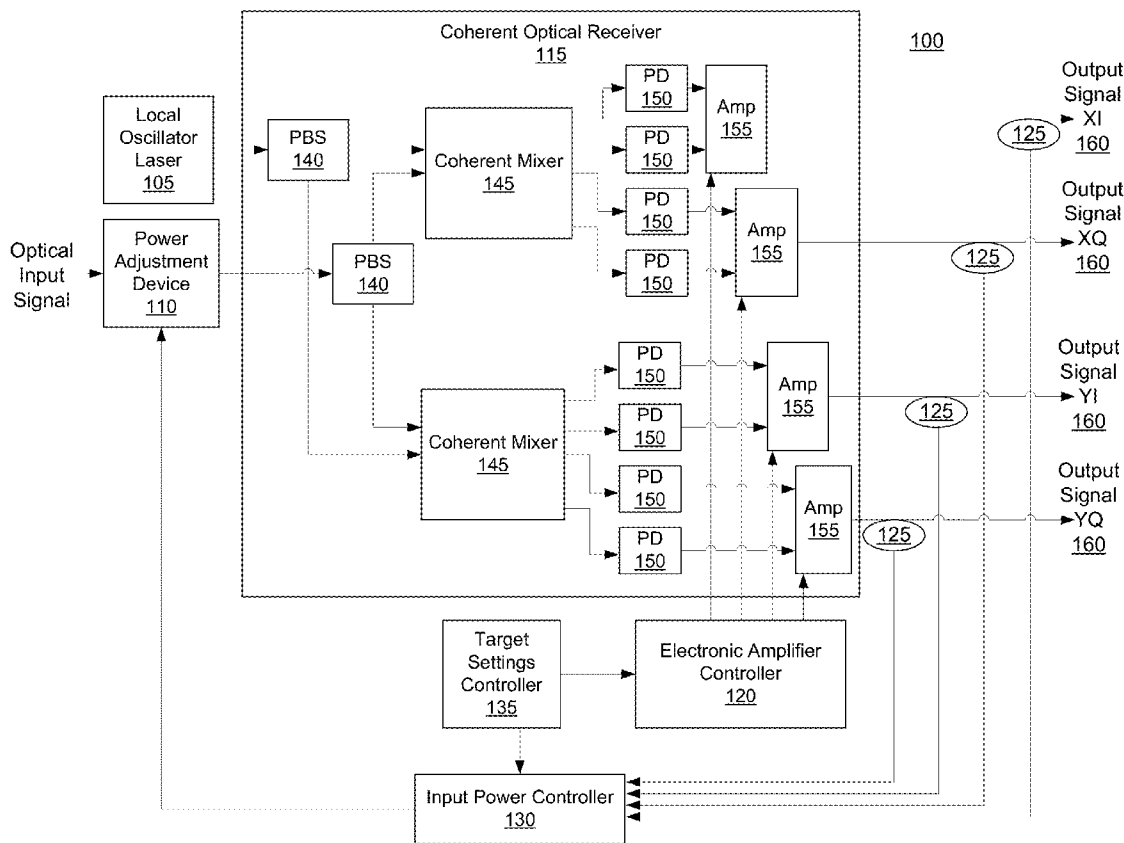 Coherent Optical Receiver
115
100
Local
Oscillator
Laser
105
Optical
Input
Signal
Power
Adjustment
Device
110
PBS
140
PBS
140
Coherent Mixer
145
PD
150
PD
150
PD
150
PD
150
Amp
155
Amp
155
125
Output
Signal
XI
160
Output
Signal
XQ
160
125
Coherent Mixer
145
PD
150
PD
150
PD
150
PD
150
Amp
155
Amp
155
125
Output
Signal
YI
160
125
Output
Signal
YQ
160
Target
Settings
Controller
135
Electronic Amplifier
Controller
120
Input Power Controller
130